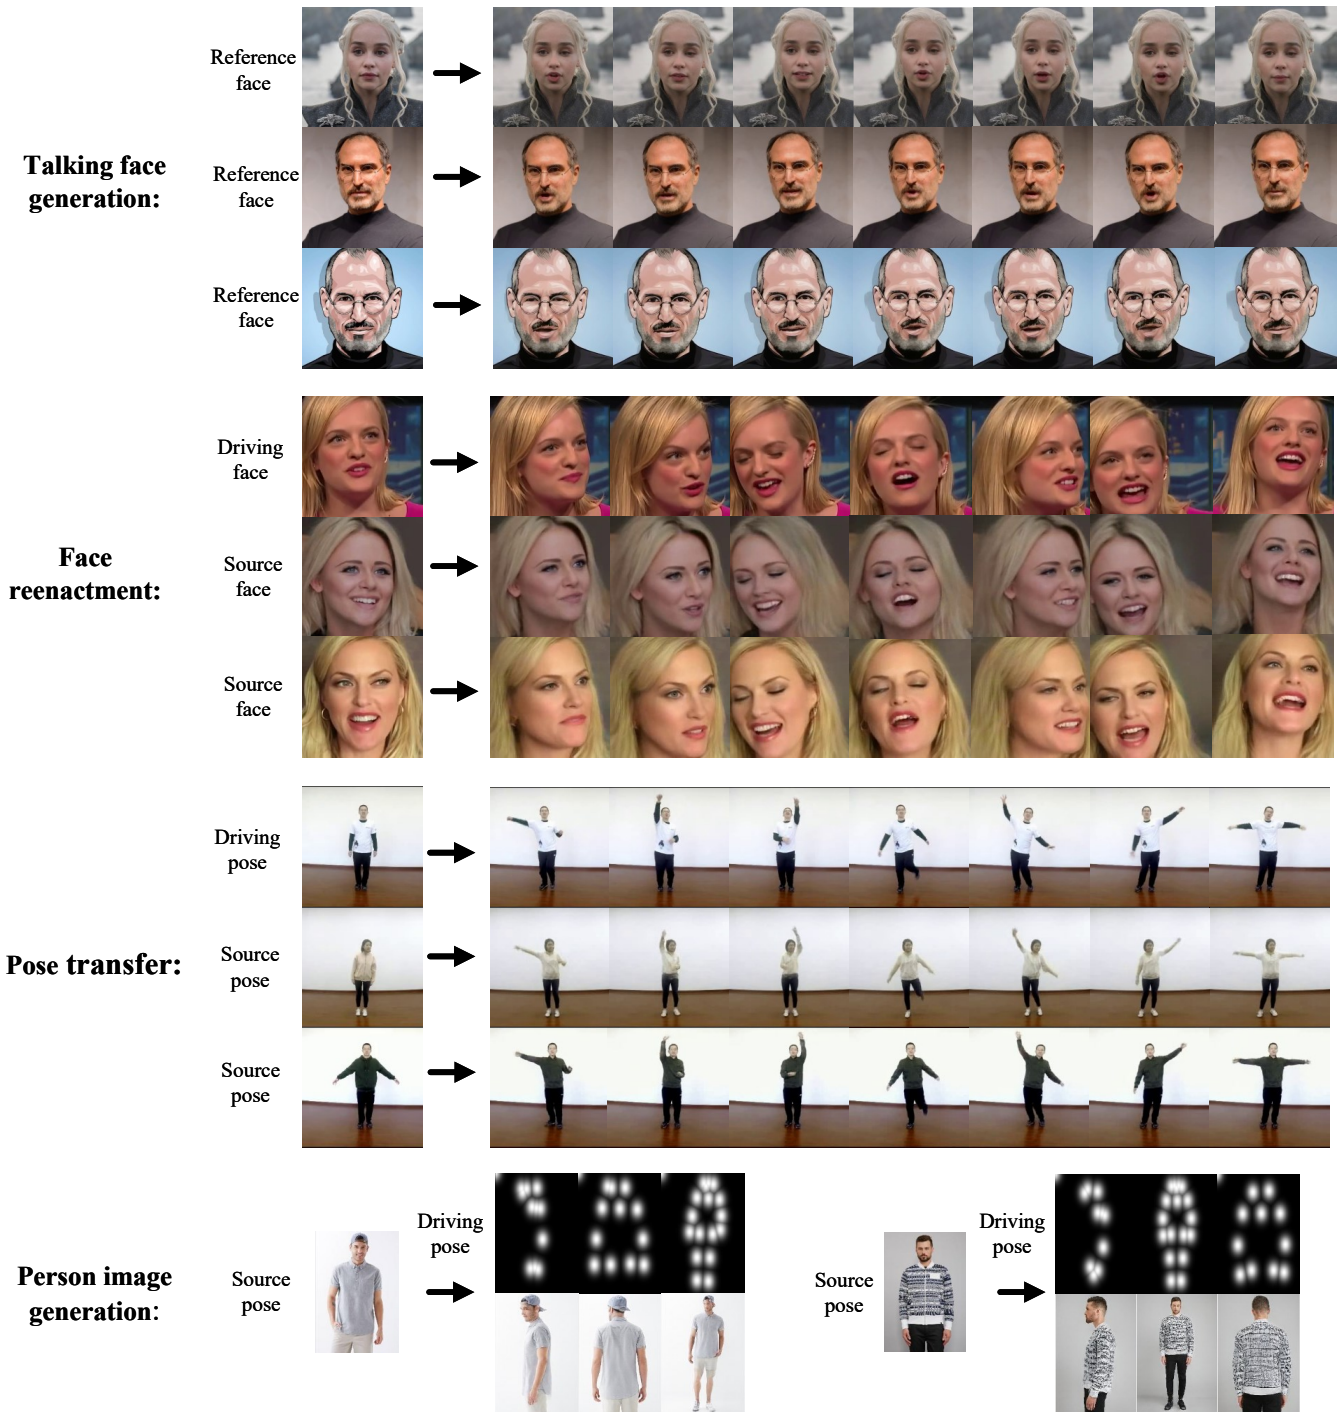 Reference
face
Talking face
generation:
Reference
face
Reference
face
Driving
face
Face
reenactment:
Source
face
Source
face
Driving
pose
Pose transfer:
Source
pose
Source
pose
Person image
generation:
Source
pose
Driving
pose
Source
pose
Driving
pose